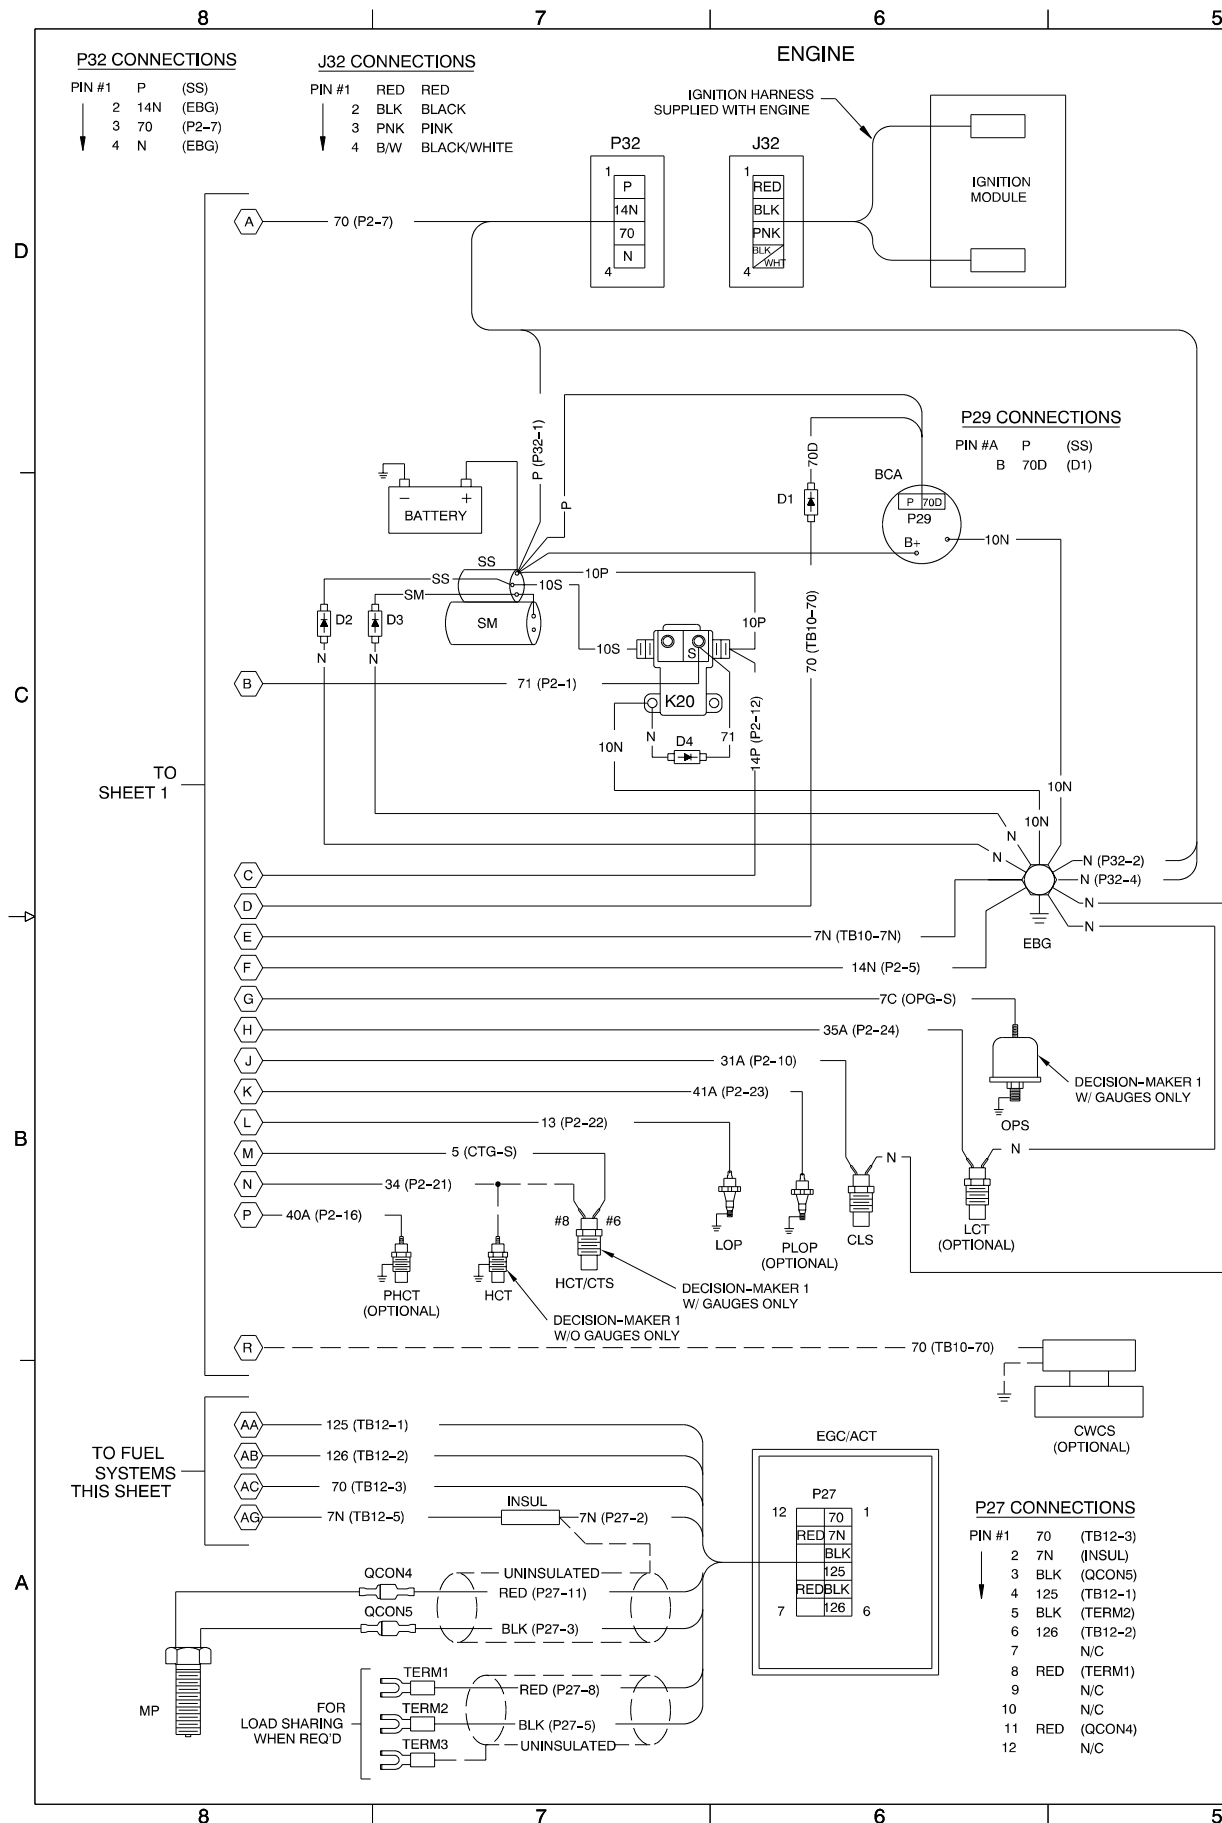 8 7 6 5
P32 CONNECTIONS
PIN #1 P (SS)
2 14N (EBG)
3 70 (P2-7)
4 N (EBG)
J32 CONNECTIONS
PIN #1 RED RED
2 BLK BLACK
3 PNK PINK
4 B/W BLACK/WHITE
ENGINE
IGNITION HARNESS
SUPPLIED WITH ENGINE
P32
1
P
14N
70
N
4
J32
1
RED
BLK
PNK
BLK
WHT
4
IGNITION
MODULE
D
A 70 (P2-7)
P29 CONNECTIONS
PIN #A P (SS)
B 70D (D1)
P (P32-1)
P
70D
D1
BCA
P 70D
P29
B+
10N
BATTERY
- +
SS
SS
10S
10P
SM
SM
D2
D3
N
N
10S
10P
S
K20
70 (TB10-70)
C
B 71 (P2-1)
N
D4
71
10N
14P (P2-12)
TO
SHEET 1
10N
10N
N
N
N (P32-2)
N (P32-4)
N
N
EBG
C
D
E 7N (TB10-7N)
F 14N (P2-5)
G 7C (OPG-S)
H 35A (P2-24)
J 31A (P2-10)
K 41A (P2-23)
L 13 (P2-22)
M 5 (CTG-S)
N 34 (P2-21)
P 40A (P2-16)
B
DECISION-MAKER 1
W/ GAUGES ONLY
OPS
N
N
#8 #6
PHCT
(OPTIONAL)
HCT
HCT/CTS
LOP
PLOP
(OPTIONAL)
CLS
LCT
(OPTIONAL)
DECISION-MAKER 1
W/ GAUGES ONLY
DECISION-MAKER 1
W/O GAUGES ONLY
R 70 (TB10-70)
CWCS
(OPTIONAL)
TO FUEL
SYSTEMS
THIS SHEET
AA 125 (TB12-1)
AB 126 (TB12-2)
AC 70 (TB12-3)
AG 7N (TB12-5)
INSUL
7N (P27-2)
EGC/ACT
P27
12 70 1
RED 7N
BLK
125
RED BLK
7 126 6
P27 CONNECTIONS
PIN #1 70 (TB12-3)
2 7N (INSUL)
3 BLK (QCON5)
4 125 (TB12-1)
5 BLK (TERM2)
6 126 (TB12-2)
7 N/C
8 RED (TERM1)
9 N/C
10 N/C
11 RED (QCON4)
12 N/C
A
QCON4
UNINSULATED
RED (P27-11)
QCON5
BLK (P27-3)
MP
FOR
LOAD SHARING
WHEN REQ'D
TERM1
RED (P27-8)
TERM2
BLK (P27-5)
TERM3
UNINSULATED
8 7 6 5